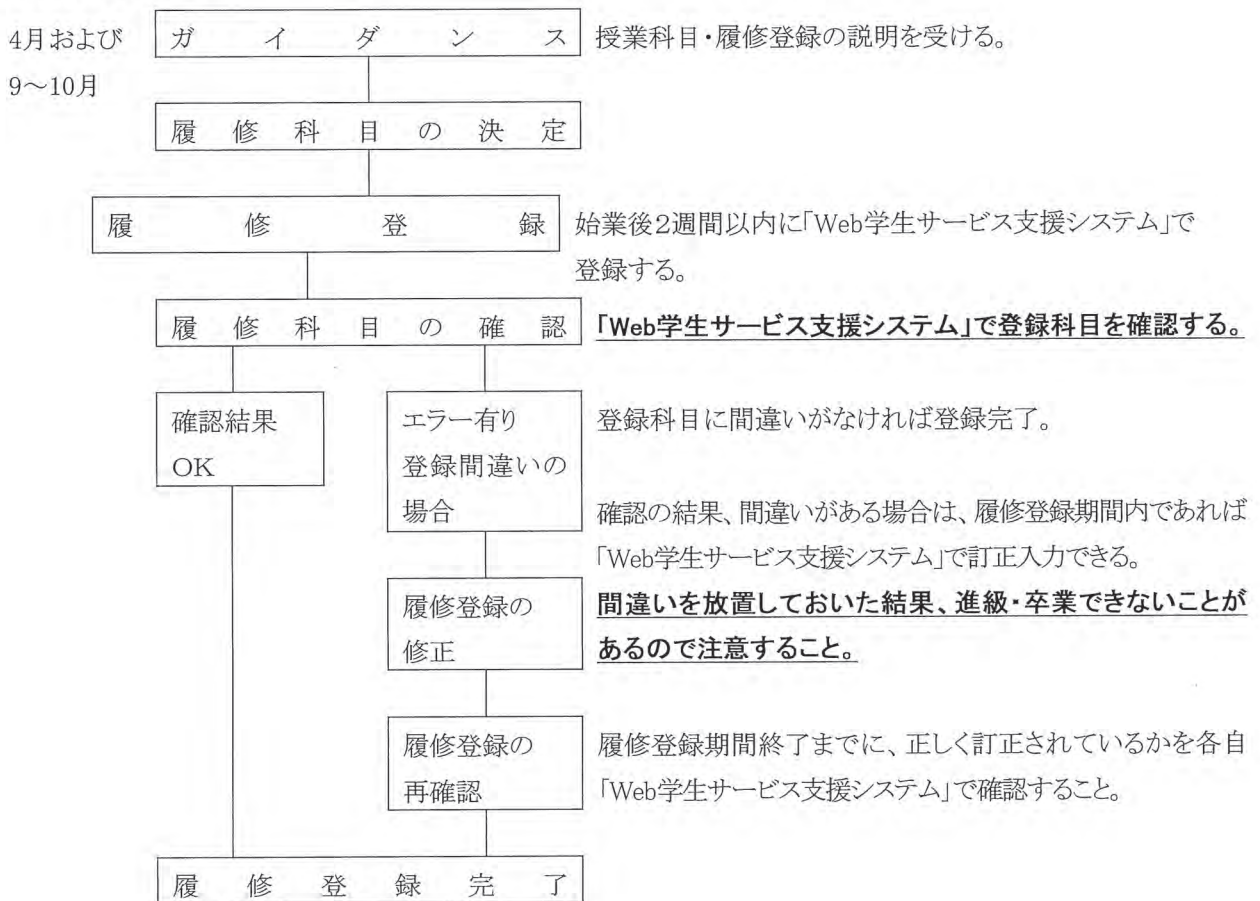 4月および
ガイダンス
授業科目・履修登録の説明を受ける。
9～10月
履修科目の決定
履修登録
始業後2週間以内に「Web学生サービス支援システム」で
登録する。
履修科目の確認
「Web学生サービス支援システム」で登録科目を確認する。
確認結果
OK
エラー有り
登録間違いの
場合
登録科目に間違いがなければ登録完了。
確認の結果、間違いがある場合は、履修登録期間内であれば
「Web学生サービス支援システム」で訂正入力できる。
履修登録の
修正
間違いを放置しておいた結果、進級・卒業できないことが
あるので注意すること。
履修登録の
再確認
履修登録期間終了までに、正しく訂正されているかを各自
「Web学生サービス支援システム」で確認すること。
履修登録完了